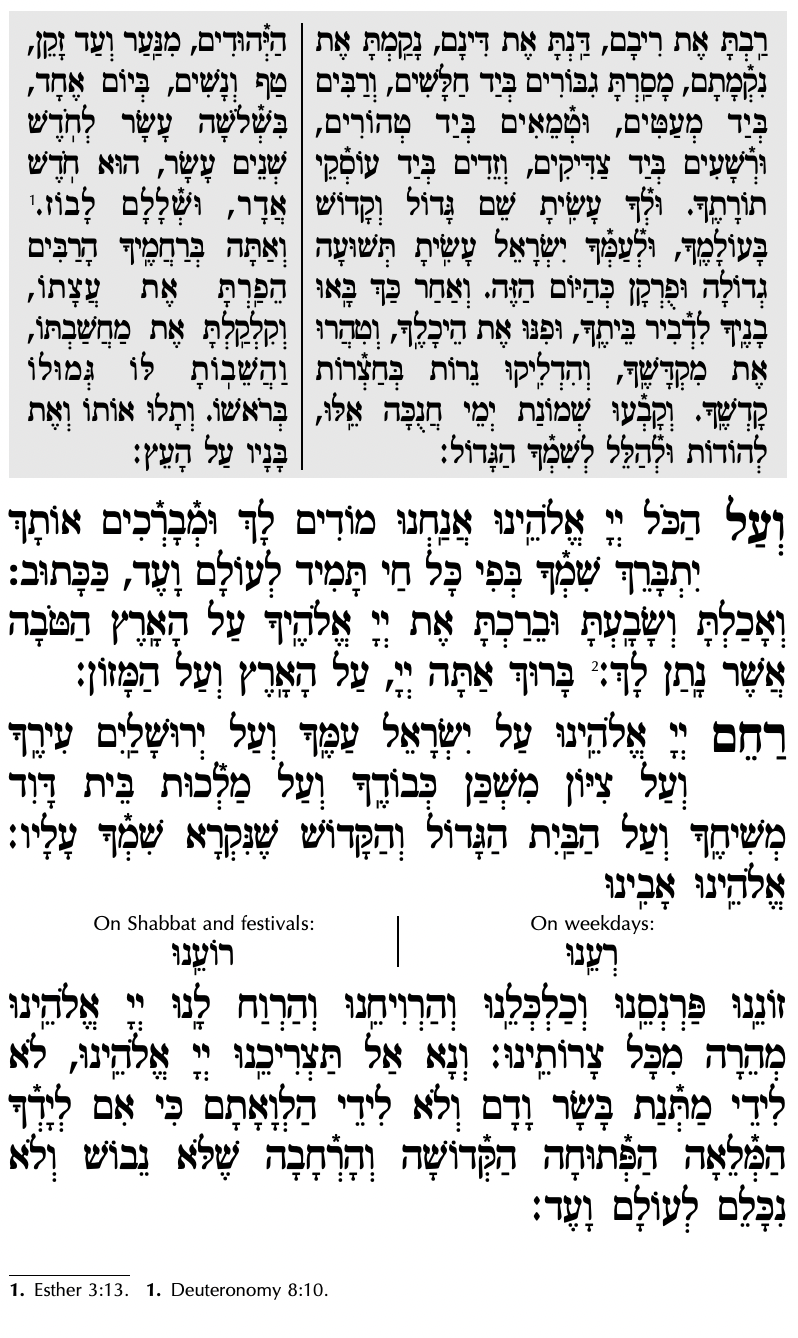 רַבְתָּ אֶת רִיבָם, דַּנְתָּ אֶת דִּינָם, נָקַמְתָּ אֶת
נִקְמָתָם, מָסַרְתָּ גִבּוֹרִים בְּיַד חַלָּשִׁים, וְרַבִּים
בְּיַד מְעַטִּים, וּטְמֵאִים בְּיַד טְהוֹרִים,
וּרְשָׁעִים בְּיַד צַדִּיקִים, וְזֵדִים בְּיַד עוֹסְקֵי
תוֹרָתֶךָ. וּלְךָ עָשִׂיתָ שֵׁם גָּדוֹל וְקָדוֹשׁ
בָּעוֹלָמֶךָ, וּלְעַמְּךָ יִשְׂרָאֵל עָשִׂיתָ תְּשׁוּעָה
גְדוֹלָה וּפֻרְקָן כְּהַיּוֹם הַזֶּה. וְאַחַר כַּךְ בָּאוּ
בָנֶיךָ לִדְבִיר בֵּיתֶךָ, וּפִנּוּ אֶת הֵיכָלֶךָ, וְטִהֲרוּ
אֶת מִקְדָּשֶׁךָ, וְהִדְלִיקוּ נֵרוֹת בְּחַצְרוֹת
קָדְשֶׁךָ. וְקָבְעוּ שְׁמוֹנַת יְמֵי חֲנֻכָּה אֵלּוּ,
לְהוֹדוֹת וּלְהַלֵּל לְשִׁמְךָ הַגָּדוֹל:
הַיְּהוּדִים, מִנַּעַר וְעַד זָקֵן,
טַף וְנָשִׁים, בְּיוֹם אֶחָד,
בִּשְׁלֹשָׁה עָשָׂר לְחֹדֶשׁ
שְׁנֵים עָשָׂר, הוּא חֹדֶשׁ
אֲדָר, וּשְׁלָלָם לָבוֹז.1
וְאַתָּה בְּרַחֲמֶיךָ הָרַבִּים
הֵפַרְתָּ אֶת עֲצָתוֹ,
וְקִלְקַלְתָּ אֶת מַחֲשַׁבְתּוֹ,
וַהֲשֵׁבוֹתָ לּוֹ גְּמוּלוֹ
בְּרֹאשׁוֹ. וְתָלוּ אוֹתוֹ וְאֶת
בָּנָיו עַל הָעֵץ:
וְעַל הַכֹּל יְיָ אֱלֹהֵינוּ אֲנַחְנוּ מוֹדִים לָךְ וּמְבָרְכִים אוֹתָךְ
יִתְבָּרֵךְ שִׁמְךָ בְּפִי כָּל חַי תָּמִיד לְעוֹלָם וָעֶד, כַּכָּתוּב:
וְאָכַלְתָּ וְשָׂבָעְתָּ וּבֵרַכְתָּ אֶת יְיָ אֱלֹהֶיךָ עַל הָאָרֶץ הַטֹּבָה
אֲשֶׁר נָתַן לָךְ:2 בָּרוּךְ אַתָּה יְיָ, עַל הָאָרֶץ וְעַל הַמָּזוֹן:
רַחֵם יְיָ אֱלֹהֵינוּ עַל יִשְׂרָאֵל עַמֶּךָ וְעַל יְרוּשָׁלַיִם עִירֶךָ
וְעַל צִיּוֹן מִשְׁכַּן כְּבוֹדֶךָ וְעַל מַלְכוּת בֵּית דָּוִד
מְשִׁיחֶךָ וְעַל הַבַּיִת הַגָּדוֹל וְהַקָּדוֹשׁ שֶׁנִּקְרָא שִׁמְךָ עָלָיו:
אֱלֹהֵינוּ אָבִינוּ
On weekdays:
רְעֵנוּ
On Shabbat and festivals:
רוֹעֵנוּ
זוֹנֵנוּ פַּרְנְסֵנוּ וְכַלְכְּלֵנוּ וְהַרְוִיחֵנוּ וְהַרְוַח לָנוּ יְיָ אֱלֹהֵינוּ
מְהֵרָה מִכָּל צָרוֹתֵינוּ: וְנָא אַל תַּצְרִיכֵנוּ יְיָ אֱלֹהֵינוּ, לֹא
לִידֵי מַתְּנַת בָּשָׂר וָדָם וְלֹא לִידֵי הַלְוָאָתָם כִּי אִם לְיָדְךָ
הַמְּלֵאָה הַפְּתוּחָה הַקְּדוֹשָׁה וְהָרְחָבָה שֶׁלֹּא נֵבוֹשׁ וְלֹא
נִכָּלֵם לְעוֹלָם וָעֶד:
1. Esther 3:13. 1. Deuteronomy 8:10.